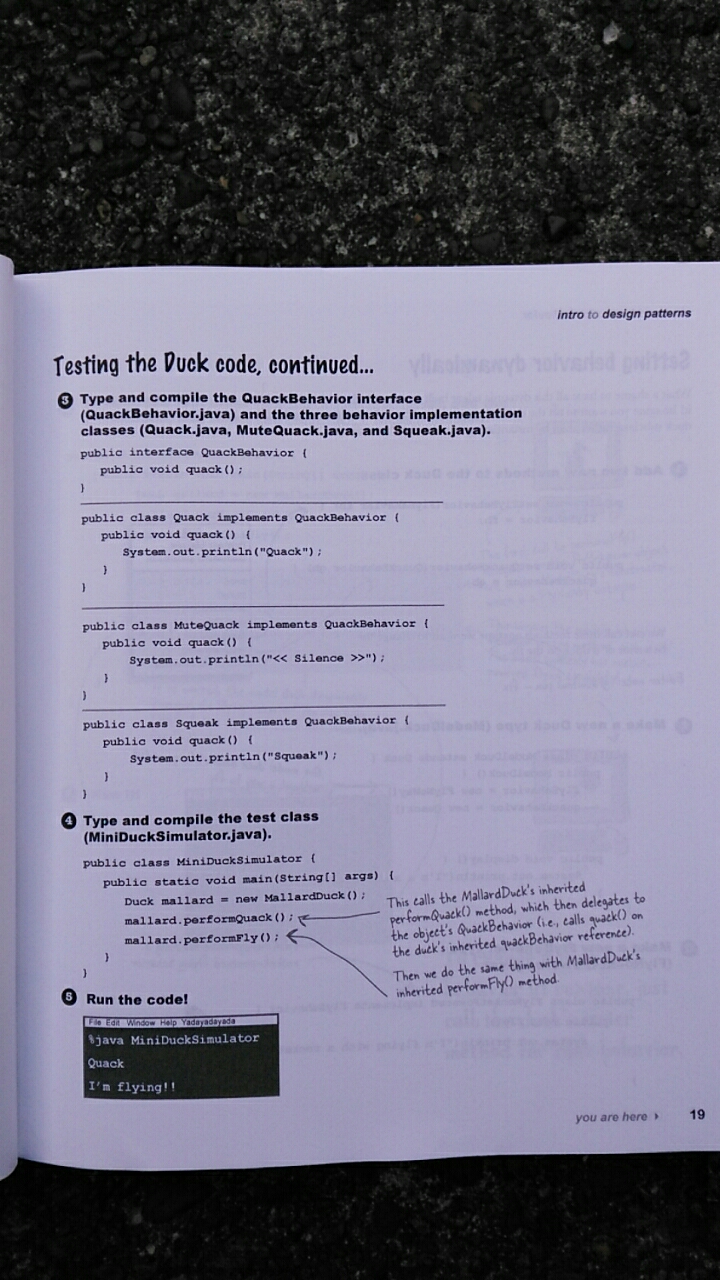 intro to design patterns
Testing the Duck code, continued...
3 Type and compile the QuackBehavior interface
(QuackBehavior.java) and the three behavior implementation
classes (Quack.java, MuteQuack.java, and Squeak.java).
public interface QuackBehavior {
public void quack();
}
public class Quack implements QuackBehavior {
public void quack() {
System.out.println("Quack");
}
}
public class MuteQuack implements QuackBehavior {
public void quack() {
System.out.println("<< Silence >>");
}
}
public class Squeak implements QuackBehavior {
public void quack() {
System.out.println("Squeak");
}
}
4 Type and compile the test class
(MiniDuckSimulator.java).
public class MiniDuckSimulator {
public static void main(String[] args) {
Duck mallard = new MallardDuck();
mallard.performQuack();
mallard.performFly();
}
}
This calls the MallardDuck's inherited
performQuack() method, which then delegates to
the object's QuackBehavior (i.e., calls quack() on
the duck's inherited quackBehavior reference).
Then we do the same thing with MallardDuck's
inherited performFly() method.
5 Run the code!
File Edit Window Help Yadayadayada
%java MiniDuckSimulator
Quack
I'm flying!!
you are here › 19